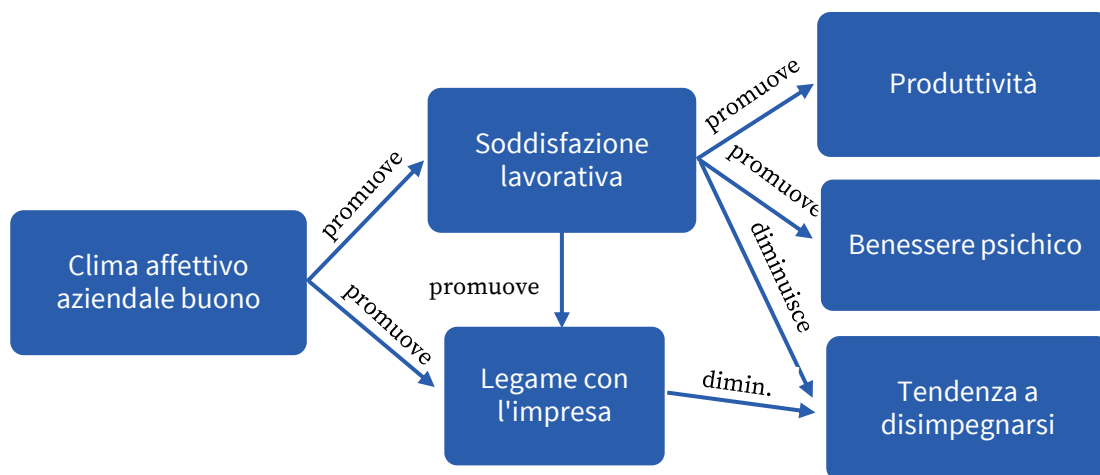 Clima affettivo
aziendale buono
promuove
promuove
Soddisfazione
lavorativa
promuove
Legame con
l'impresa
promuove
promuove
diminuisce
dimin.
Produttività
Benessere psichico
Tendenza a
disimpegnarsi